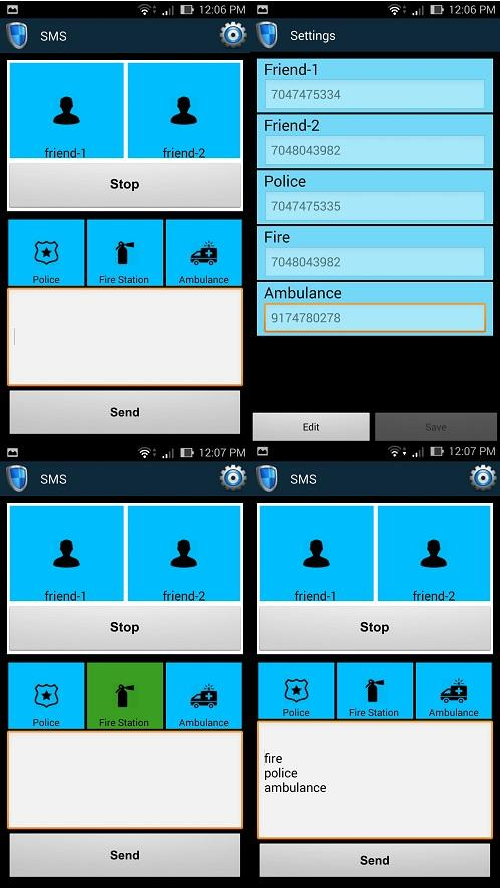 12:06 PM
SMS
friend-1 friend-2
Stop
Police Fire Station Ambulance
Send
12:06 PM
Settings
Friend-1
7047475334
Friend-2
7048043982
Police
7047475335
Fire
7048043982
Ambulance
9174780278
Edit Save
12:07 PM
SMS
friend-1 friend-2
Stop
Police Fire Station Ambulance
Send
12:07 PM
SMS
friend-1 friend-2
Stop
Police Fire Station Ambulance
fire
police
ambulance
Send